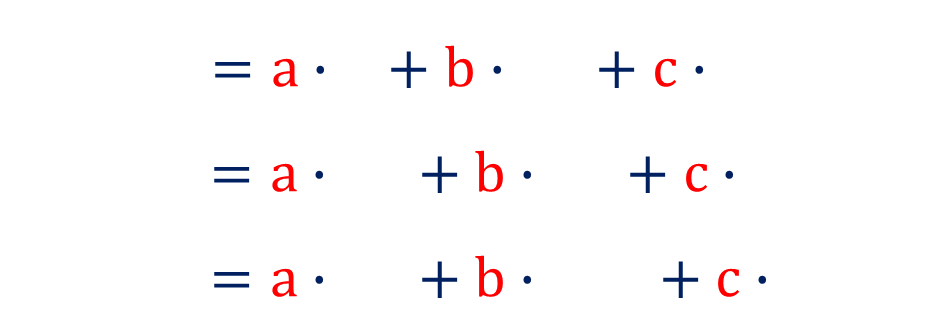 = a · + b · + c ·
= a · + b · + c ·
= a · + b · + c ·